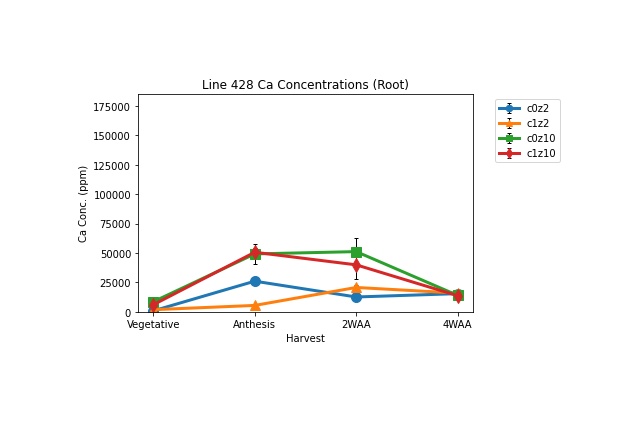 Line 428 Ca Concentrations (Root)
Ca Conc. (ppm)
175000
150000
125000
100000
75000
50000
25000
0
Vegetative Anthesis 2WAA 4WAA
Harvest
c0z2
c1z2
c0z10
c1z10